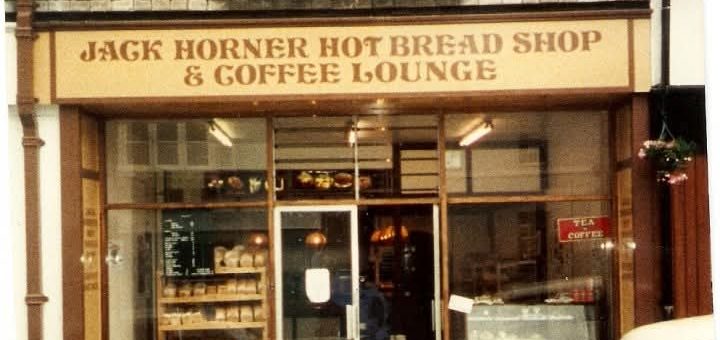 JACK HORNER HOT BREAD SHOP
& COFFEE LOUNGE
TEA
COFFEE